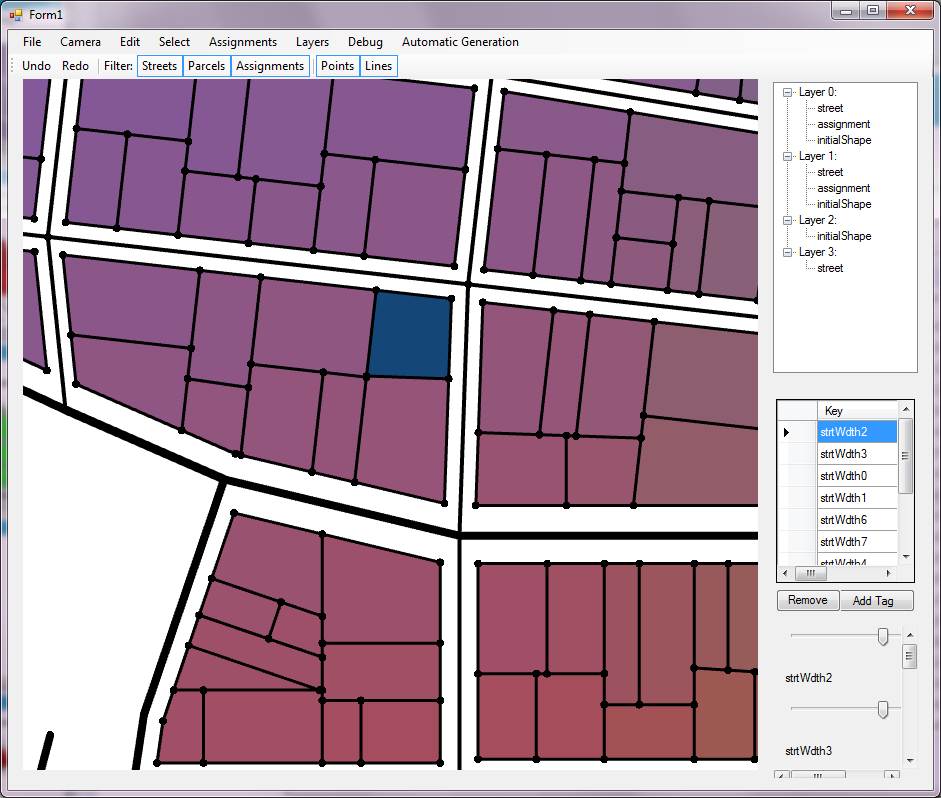 Form1
File Camera Edit Select Assignments Layers Debug Automatic Generation
Undo Redo Filter: Streets Parcels Assignments Points Lines
Layer 0:
street
assignment
initialShape
Layer 1:
street
assignment
initialShape
Layer 2:
initialShape
Layer 3:
street
Key
strtWdth2
strtWdth3
strtWdth0
strtWdth1
strtWdth6
strtWdth7
strtWdth4
Remove Add Tag
strtWdth2
strtWdth3